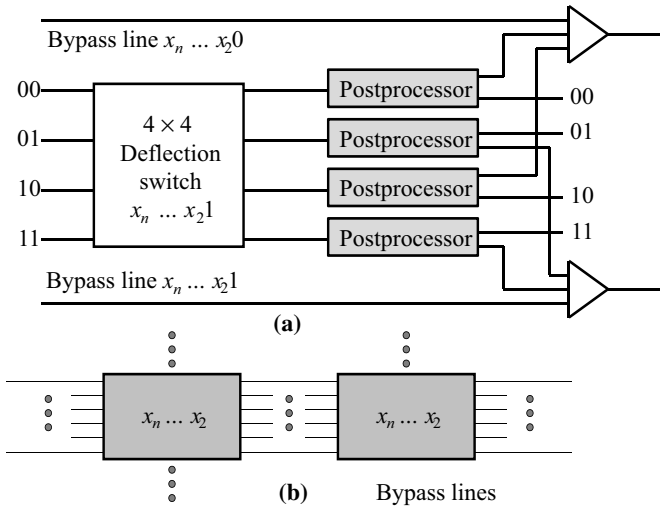 Bypass line xₙ ... x₂0
00
01
10
11
4 × 4
Deflection
switch
xₙ ... x₂1
Postprocessor
Postprocessor
Postprocessor
Postprocessor
00
01
10
11
Bypass line xₙ ... x₂1
(a)
xₙ ... x₂
xₙ ... x₂
(b)
Bypass lines